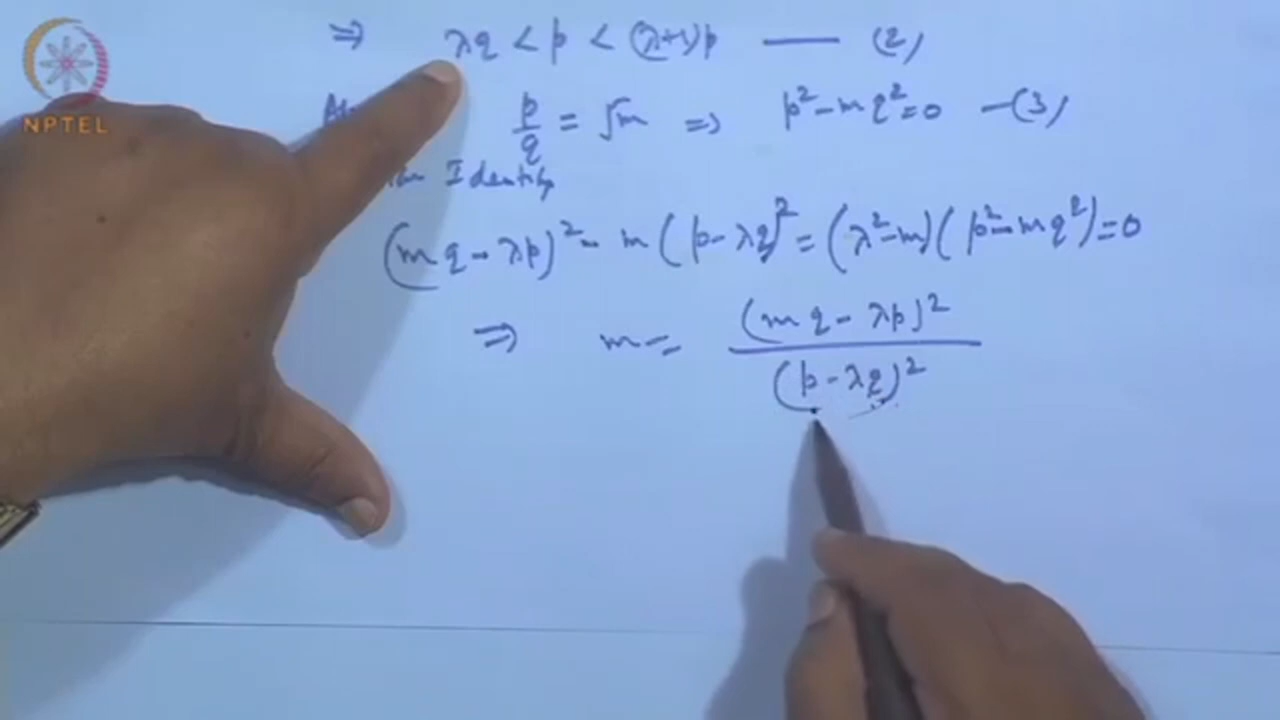 ⇒ λq < p < (λ+1)p — (2)
NPTEL
p/q = √m ⇒ p² - mq² = 0 — (3)
Identity
(mq - λp)² - m(p - λq)² = (λ² - m)(p² - mq²) = 0
⇒ m = (mq - λp)² / (p - λq)²